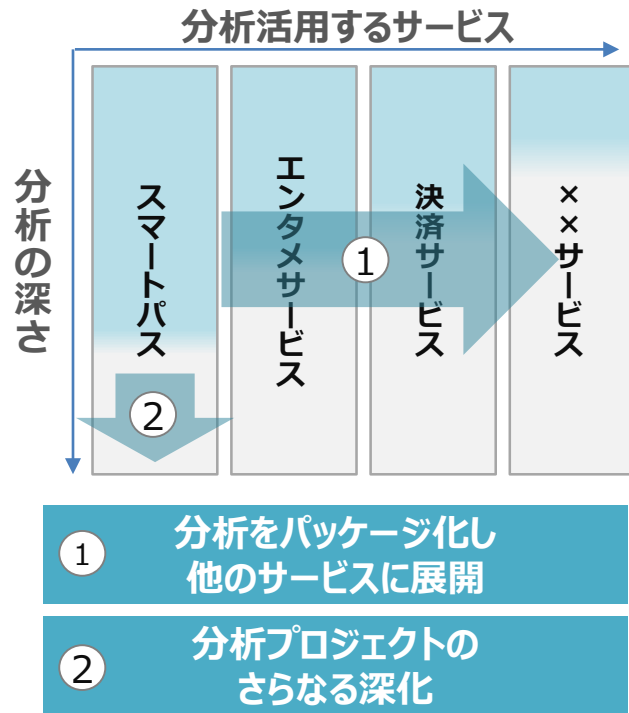 分析活用するサービス
分析の深さ
スマートパス
エンタメサービス
決済サービス
××サービス
①
②
①
分析をパッケージ化し
他のサービスに展開
②
分析プロジェクトの
さらなる深化